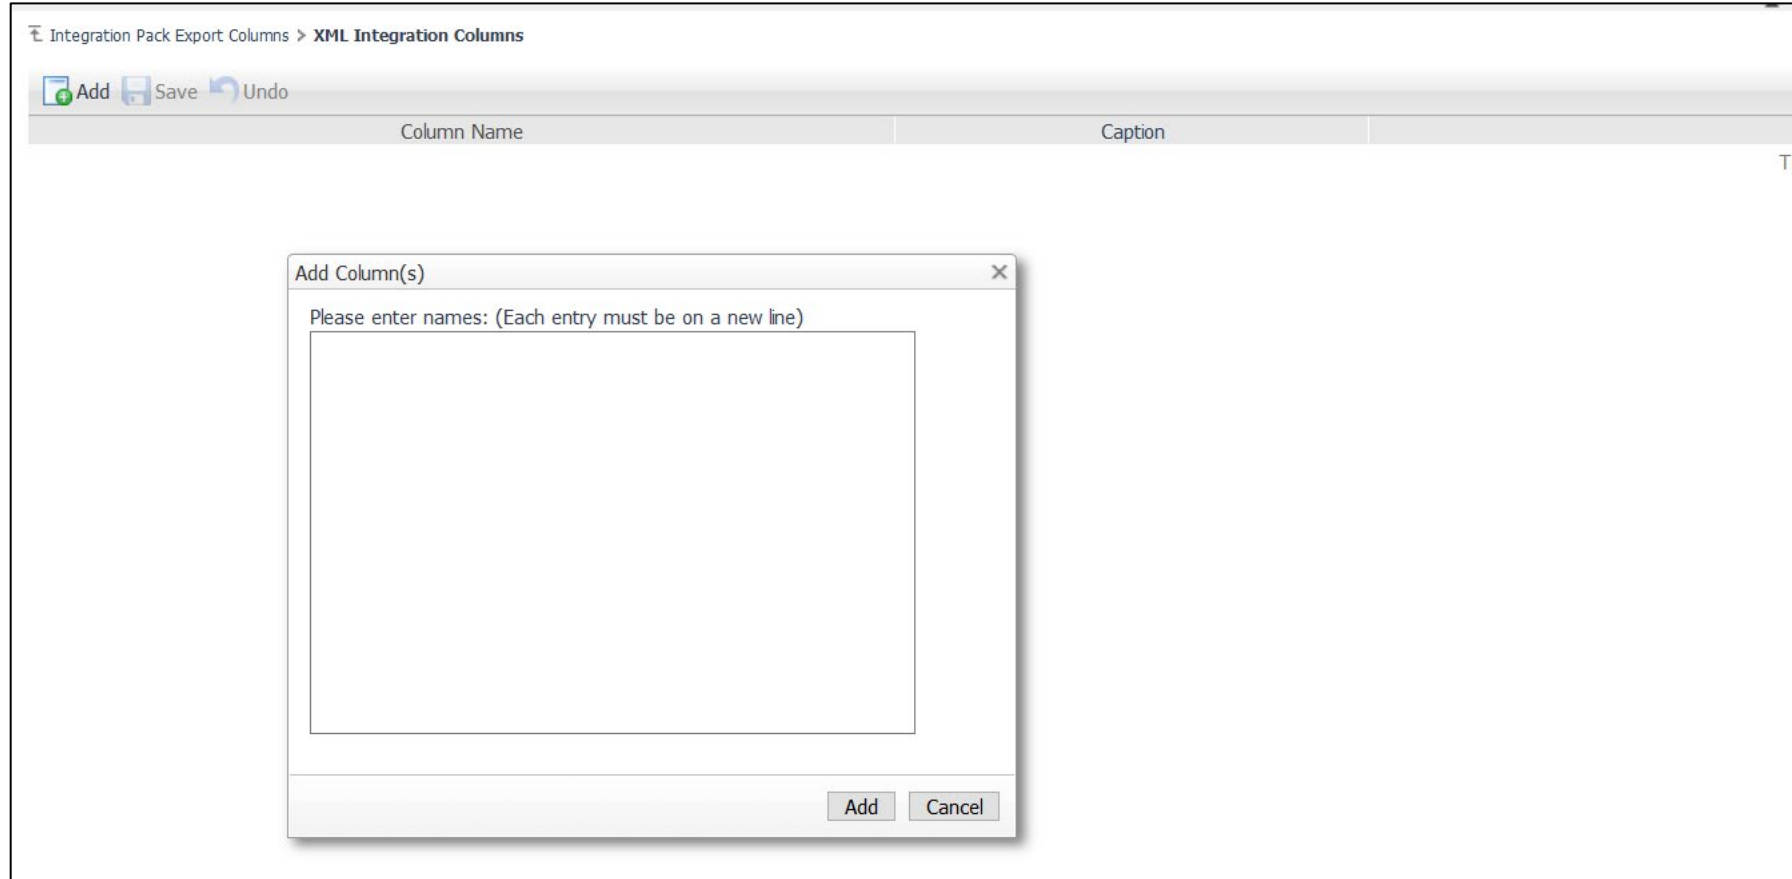 Integration Pack Export Columns > XML Integration Columns
Add Save Undo
Column Name Caption
T
Add Column(s)
Please enter names: (Each entry must be on a new line)
Add Cancel